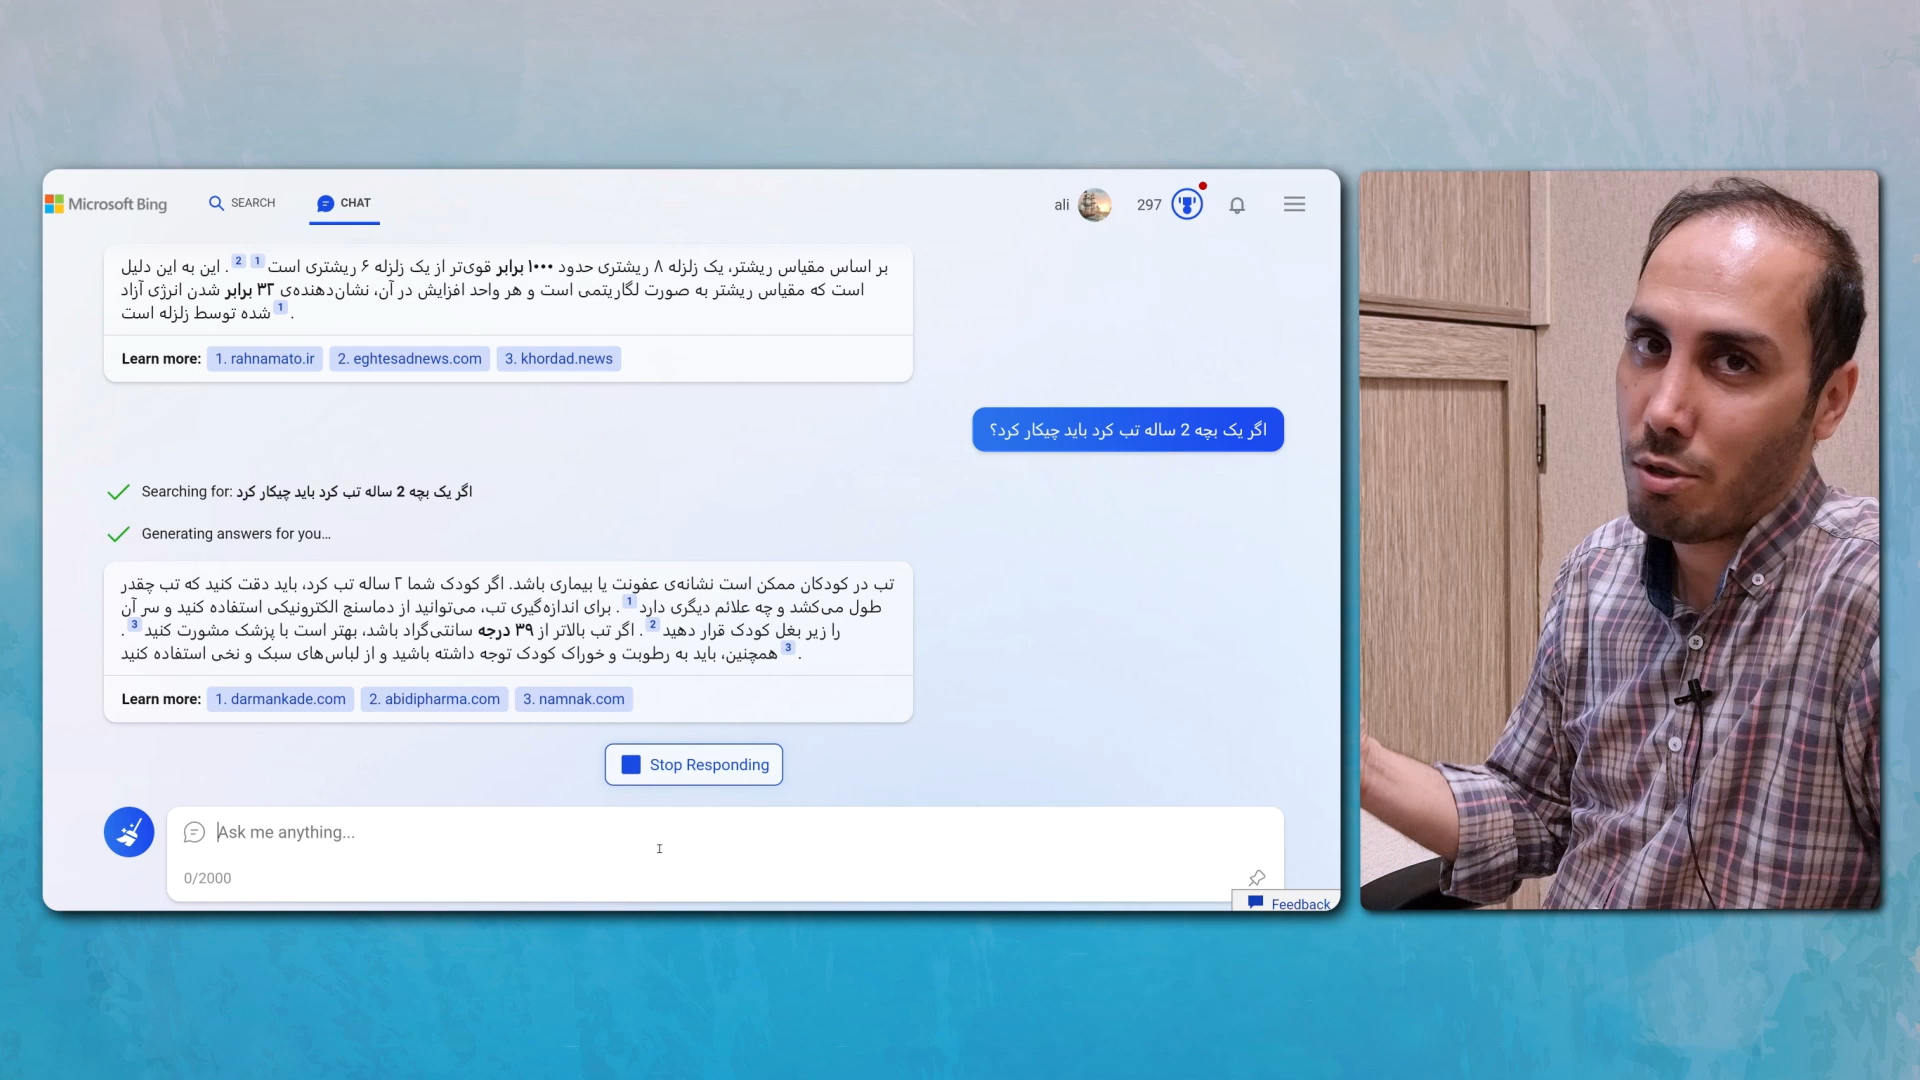 Microsoft Bing
SEARCH
CHAT
ali
297
بر اساس مقیاس ریشتر، یک زلزله ۸ ریشتری حدود ۱۰۰۰ برابر قوی‌تر از یک زلزله ۶ ریشتری است 1 2 . این به این دلیل
است که مقیاس ریشتر به صورت لگاریتمی است و هر واحد افزایش در آن، نشان‌دهنده‌ی ۳۲ برابر شدن انرژی آزاد
شده توسط زلزله است 1 .
Learn more: 1. rahnamato.ir 2. eghtesadnews.com 3. khordad.news
اگر یک بچه 2 ساله تب کرد باید چیکار کرد؟
Searching for: اگر یک بچه 2 ساله تب کرد باید چیکار کرد
Generating answers for you…
تب در کودکان ممکن است نشانه‌ی عفونت یا بیماری باشد. اگر کودک شما ۲ ساله تب کرد، باید دقت کنید که تب چقدر
طول می‌کشد و چه علائم دیگری دارد 1 . برای اندازه‌گیری تب، می‌توانید از دماسنج الکترونیکی استفاده کنید و سر آن
را زیر بغل کودک قرار دهید 2 . اگر تب بالاتر از ۳۹ درجه سانتی‌گراد باشد، بهتر است با پزشک مشورت کنید 3 .
همچنین، باید به رطوبت و خوراک کودک توجه داشته باشید و از لباس‌های سبک و نخی استفاده کنید 3 .
Learn more: 1. darmankade.com 2. abidipharma.com 3. namnak.com
Stop Responding
Ask me anything...
0/2000
Feedback